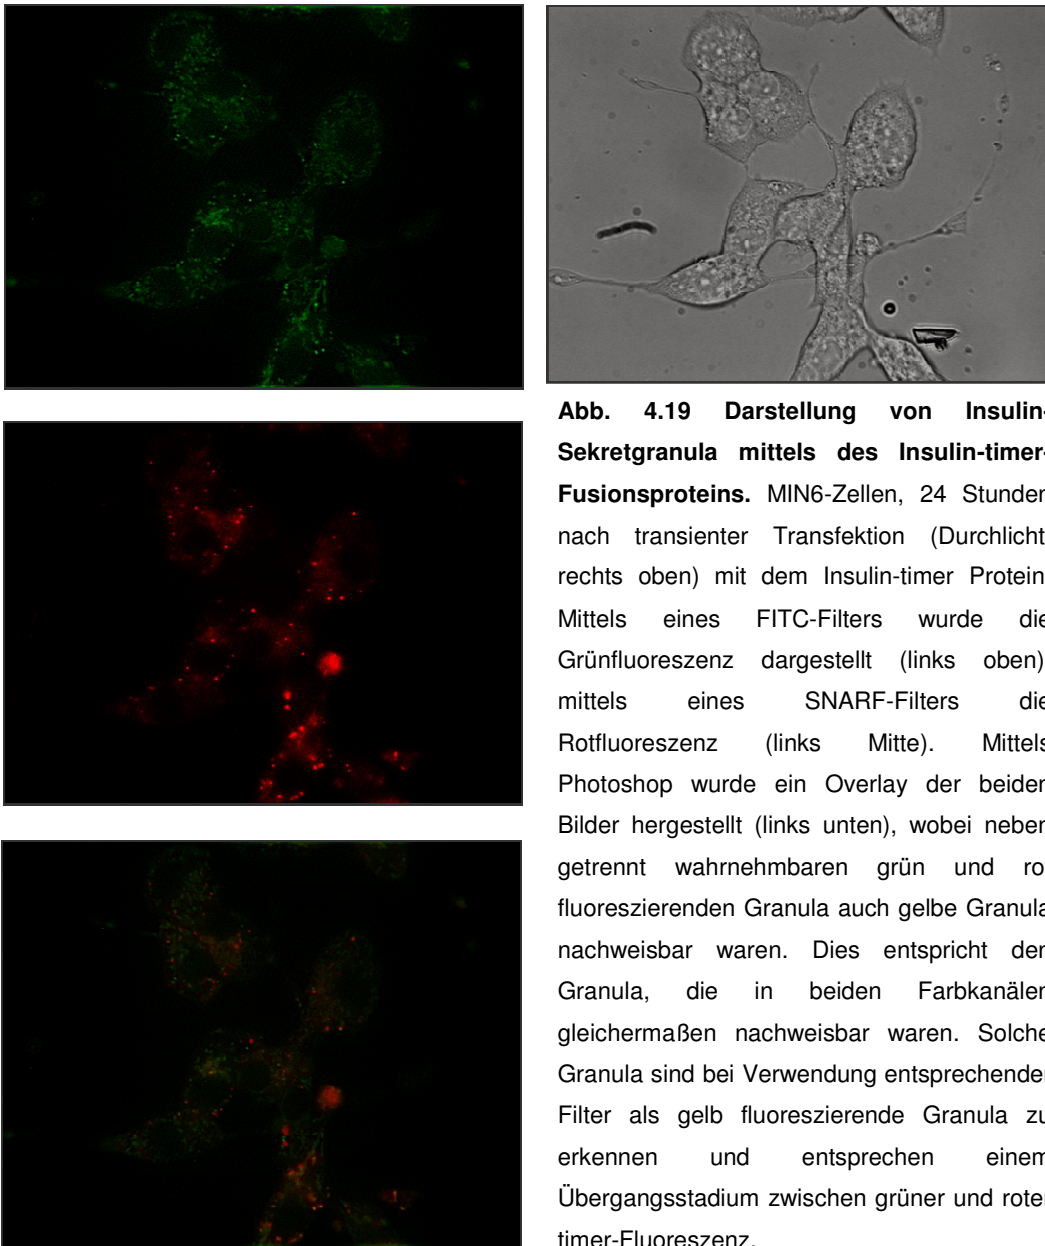 Abb. 4.19 Darstellung von Insulin-
Sekretgranula mittels des Insulin-timer-
Fusionsproteins. MIN6-Zellen, 24 Stunden
nach transienter Transfektion (Durchlicht
rechts oben) mit dem Insulin-timer Protein
Mittels eines FITC-Filters wurde die
Grünfluoreszenz dargestellt (links oben)
mittels eines SNARF-Filters die
Rotfluoreszenz (links Mitte). Mittels
Photoshop wurde ein Overlay der beiden
Bilder hergestellt (links unten), wobei neben
getrennt wahrnehmbaren grün und rot
fluoreszierenden Granula auch gelbe Granula
nachweisbar waren. Dies entspricht den
Granula, die in beiden Farbkanälen
gleichermaßen nachweisbar waren. Solche
Granula sind bei Verwendung entsprechender
Filter als gelb fluoreszierende Granula zu
erkennen und entsprechen einem
Übergangsstadium zwischen grüner und roter
timer-Fluoreszenz.